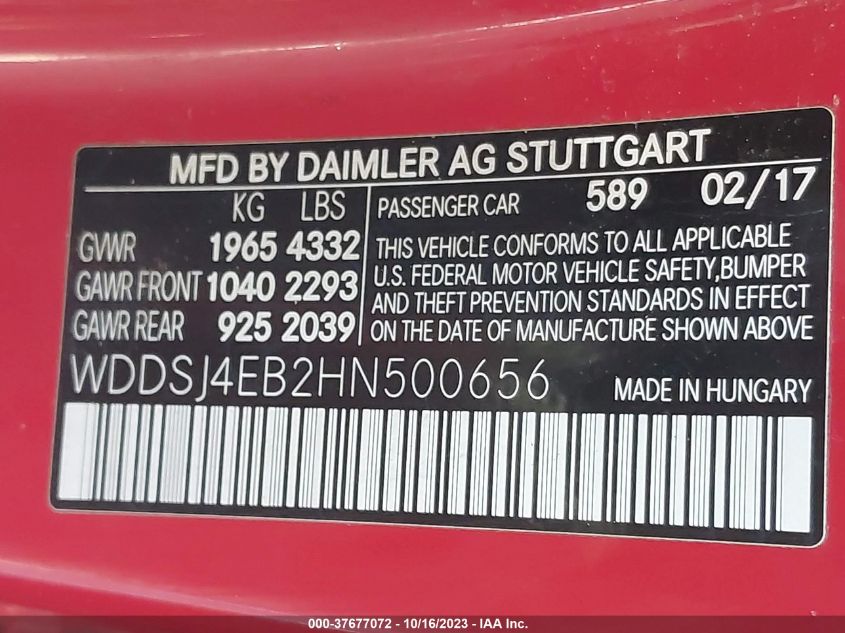 MFD BY DAIMLER AG STUTTGART
KG LBS
GVWR 1965 4332
GAWR FRONT 1040 2293
GAWR REAR 925 2039
PASSENGER CAR 589 02/17
THIS VEHICLE CONFORMS TO ALL APPLICABLE
U.S. FEDERAL MOTOR VEHICLE SAFETY,BUMPER
AND THEFT PREVENTION STANDARDS IN EFFECT
ON THE DATE OF MANUFACTURE SHOWN ABOVE
WDDSJ4EB2HN500656 MADE IN HUNGARY
000-37677072 - 10/16/2023 - IAA Inc.